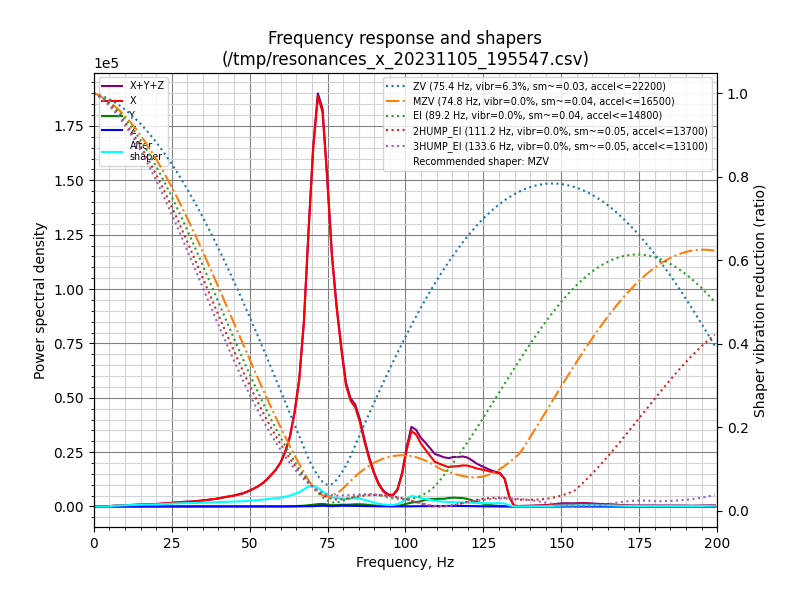 Frequency response and shapers
(/tmp/resonances_x_20231105_195547.csv)
1e5
X+Y+Z
X
Y
After
shaper
ZV (75.4 Hz, vibr=6.3%, sm~=0.03, accel<=22200)
MZV (74.8 Hz, vibr=0.0%, sm~=0.04, accel<=16500)
EI (89.2 Hz, vibr=0.0%, sm~=0.04, accel<=14800)
2HUMP_EI (111.2 Hz, vibr=0.0%, sm~=0.05, accel<=13700)
3HUMP_EI (133.6 Hz, vibr=0.0%, sm~=0.05, accel<=13100)
Recommended shaper: MZV
1.75
1.50
1.25
1.00
0.75
0.50
0.25
0.00
Power spectral density
1.0
0.8
0.6
0.4
0.2
0.0
Shaper vibration reduction (ratio)
0 25 50 75 100 125 150 175 200
Frequency, Hz